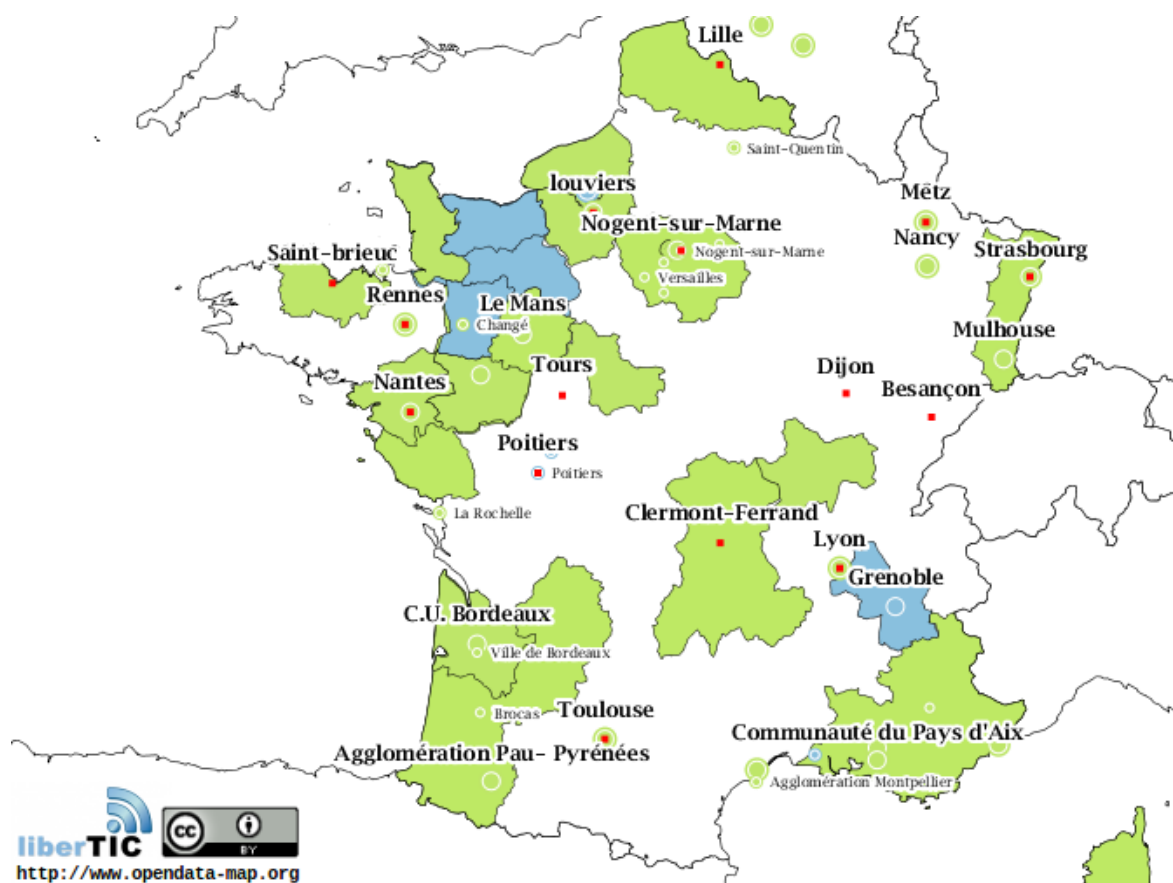 Lille
Saint-Quentin
louviers
Metz
Nogent-sur-Marne
Nancy
Saint-brieuc
Nogent-sur-Marne
Strasbourg
Versailles
Rennes
Le Mans
Changé
Mulhouse
Tours
Dijon
Nantes
Besançon
Poitiers
Poitiers
La Rochelle
Clermont-Ferrand
Lyon
Grenoble
C.U. Bordeaux
Ville de Bordeaux
Brocas
Toulouse
Communauté du Pays d'Aix
Agglomération Pau- Pyrénées
Agglomération Montpellier
liberTIC
cc
BY
http://www.opendata-map.org